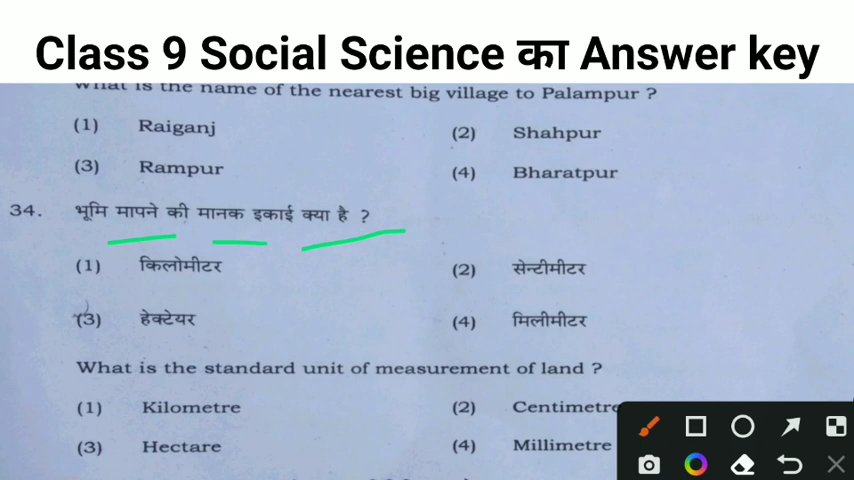 Class 9 Social Science का Answer key
What is the name of the nearest big village to Palampur ?
(1) Raiganj (2) Shahpur
(3) Rampur (4) Bharatpur
34. भूमि मापने की मानक इकाई क्या है ?
(1) किलोमीटर (2) सेन्टीमीटर
(3) हेक्टेयर (4) मिलीमीटर
What is the standard unit of measurement of land ?
(1) Kilometre (2) Centimetre
(3) Hectare (4) Millimetre